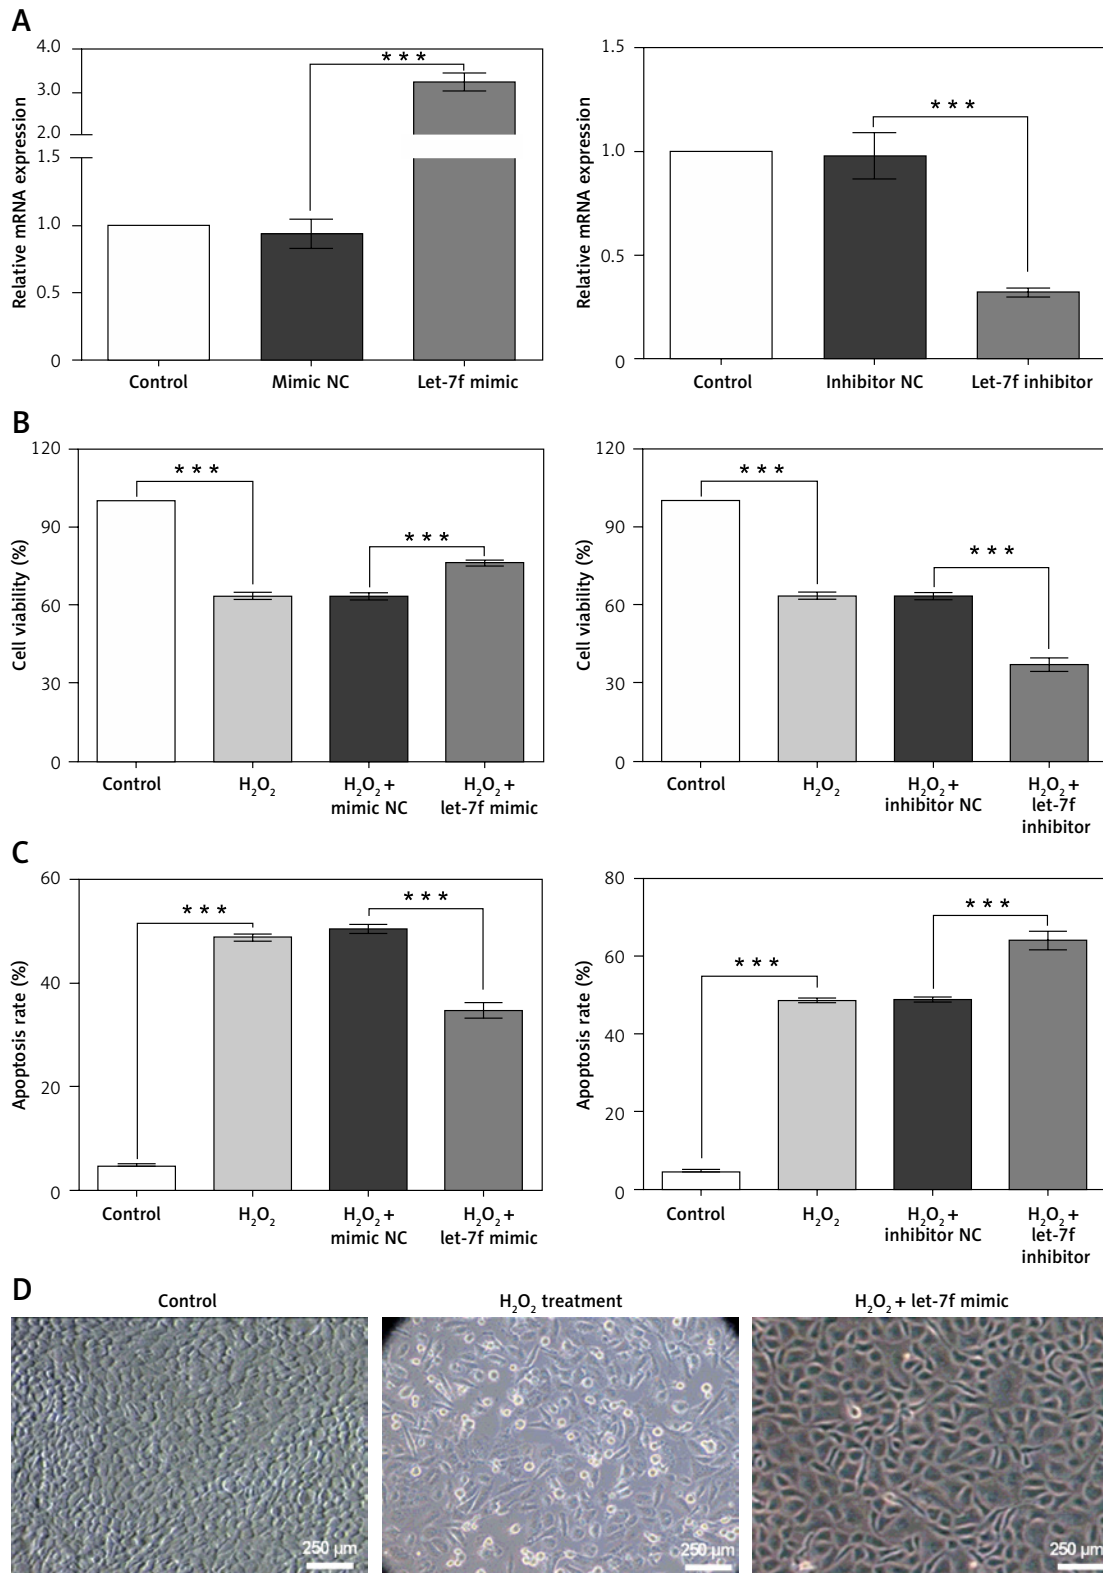 A
Relative mRNA expression
4.0
3.0
2.0
1.5
1.0
0.5
0
* * *
Control
Mimic NC
Let-7f mimic
Relative mRNA expression
1.5
1.0
0.5
0
* * *
Control
Inhibitor NC
Let-7f inhibitor
B
Cell viability (%)
120
90
60
30
0
* * *
* * *
Control
H₂O₂
H₂O₂ +
mimic NC
H₂O₂ +
let-7f mimic
Cell viability (%)
120
90
60
30
0
* * *
* * *
Control
H₂O₂
H₂O₂ +
inhibitor NC
H₂O₂ +
let-7f
inhibitor
C
Apoptosis rate (%)
60
40
20
0
* * *
* * *
Control
H₂O₂
H₂O₂ +
mimic NC
H₂O₂ +
let-7f mimic
Apoptosis rate (%)
80
60
40
20
0
* * *
* * *
Control
H₂O₂
H₂O₂ +
inhibitor NC
H₂O₂ +
let-7f
inhibitor
D
Control
H₂O₂ treatment
H₂O₂ + let-7f mimic
250 µm
250 µm
250 µm